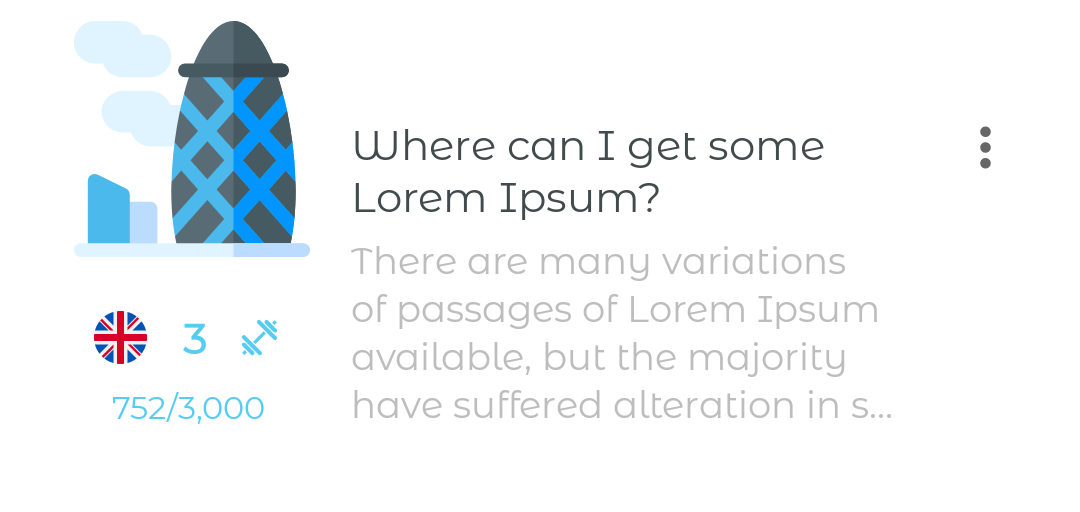 Where can I get some
Lorem Ipsum?
There are many variations
of passages of Lorem Ipsum
available, but the majority
have suffered alteration in s...
3
752/3,000